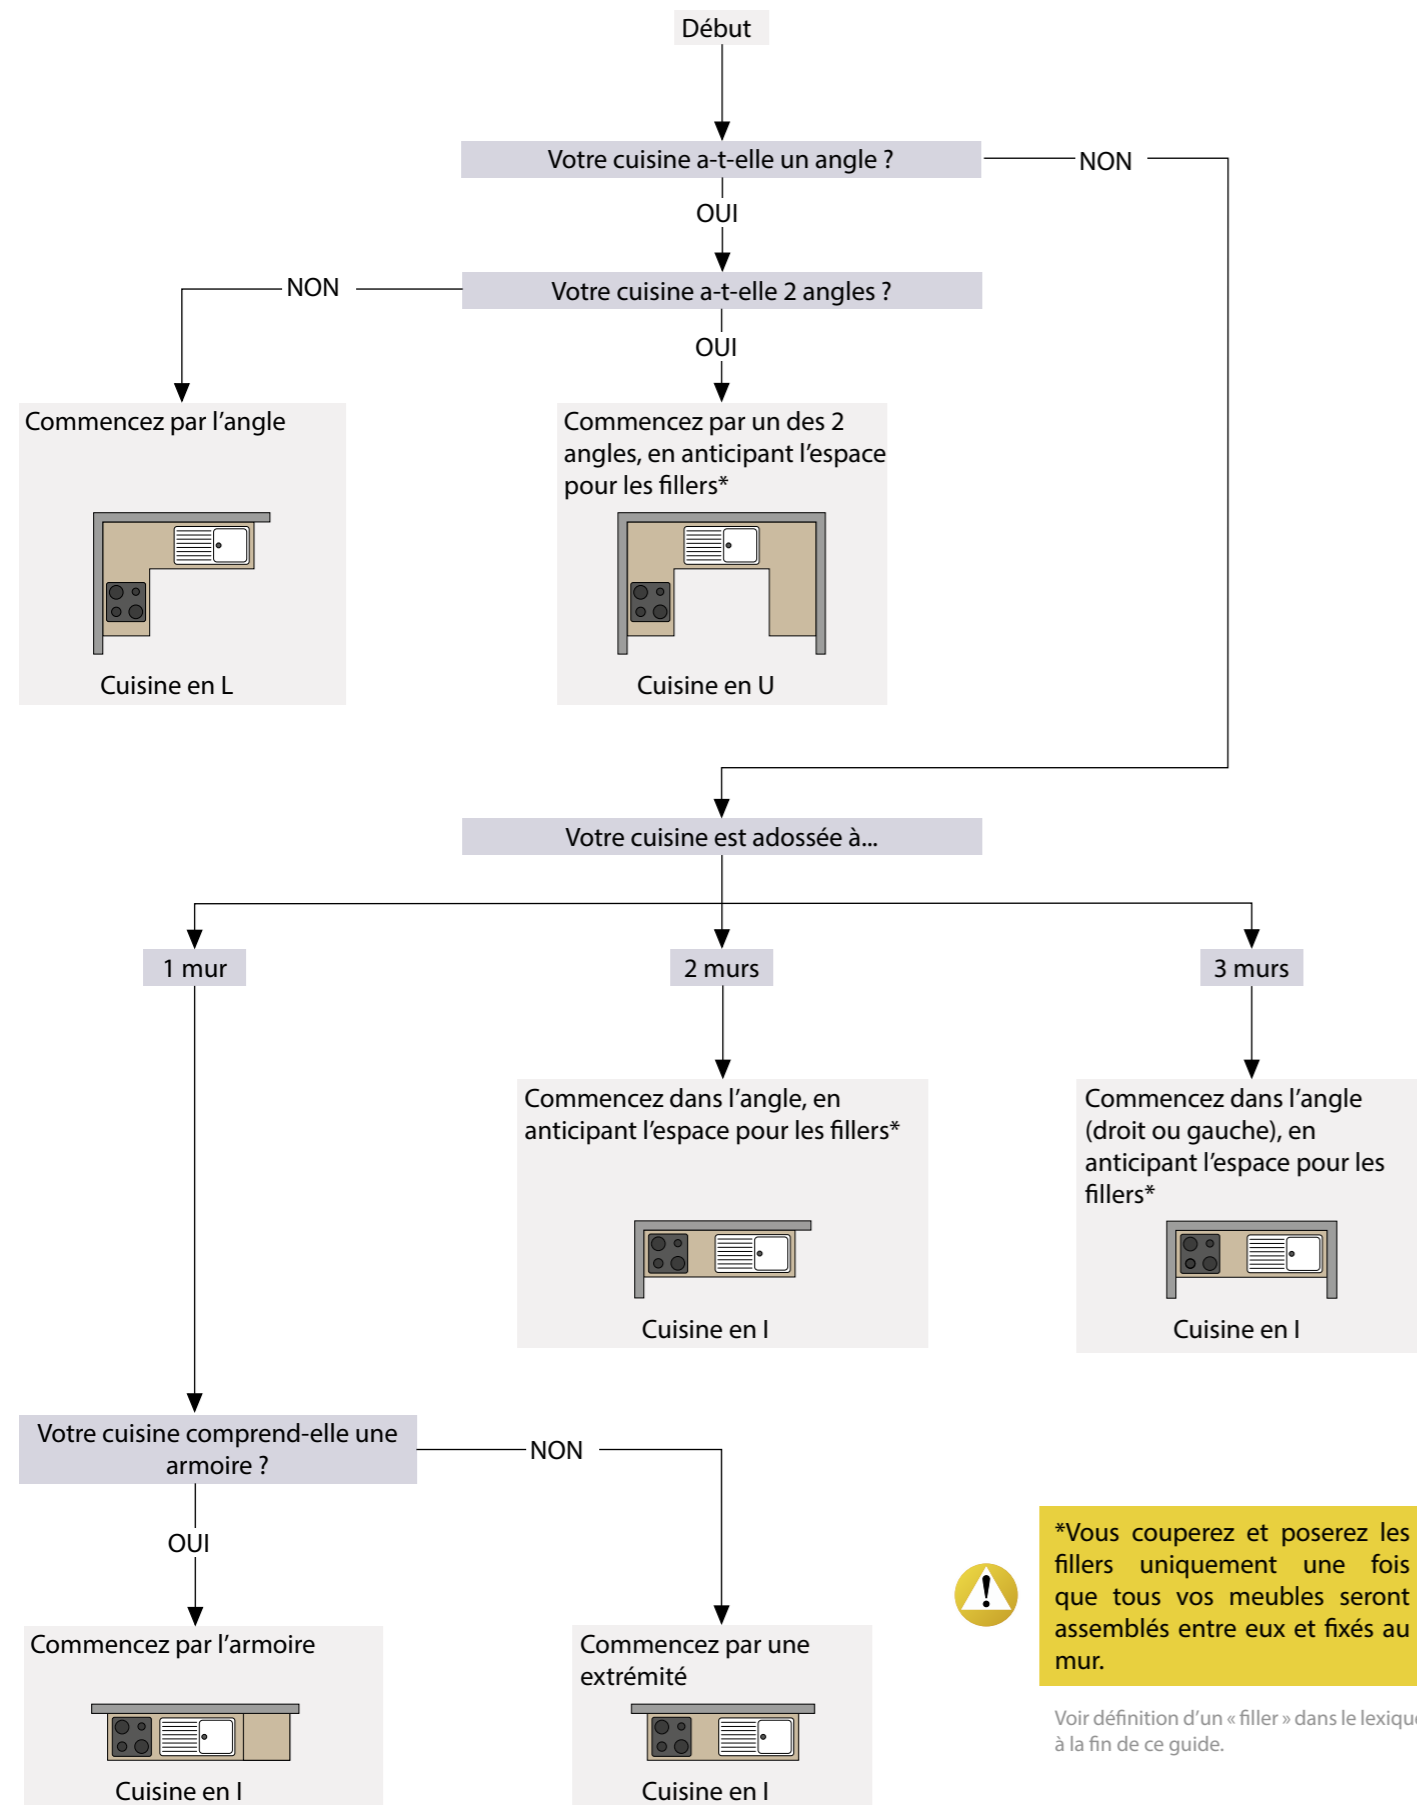 Début
Votre cuisine a-t-elle un angle ?
NON
OUI
Votre cuisine a-t-elle 2 angles ?
NON
OUI
Commencez par l’angle
Cuisine en L
Commencez par un des 2
angles, en anticipant l’espace
pour les fillers*
Cuisine en U
Votre cuisine est adossée à...
1 mur
2 murs
3 murs
Commencez dans l’angle, en
anticipant l’espace pour les fillers*
Cuisine en I
Commencez dans l’angle
(droit ou gauche), en
anticipant l’espace pour les
fillers*
Cuisine en I
Votre cuisine comprend-elle une
armoire ?
NON
OUI
Commencez par l’armoire
Cuisine en I
Commencez par une
extrémité
Cuisine en I
*Vous couperez et poserez les
fillers uniquement une fois
que tous vos meubles seront
assemblés entre eux et fixés au
mur.
Voir définition d’un « filler » dans le lexique
à la fin de ce guide.